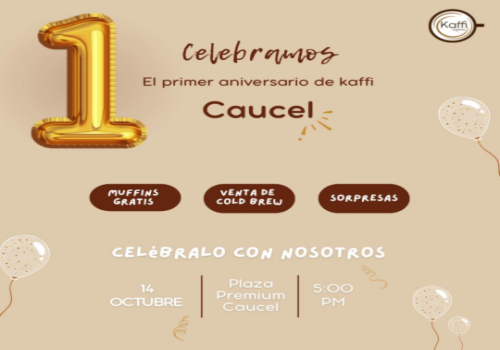 1
Kaffi
Celebramos
El primer aniversario de kaffi
Caucel
MUFFINS
GRATIS
VENTA DE
COLD BREW
SORPRESAS
CELéBRALO CON NOSOTROS
14
OCTUBRE
Plaza
Premium
Caucel
5:00
PM